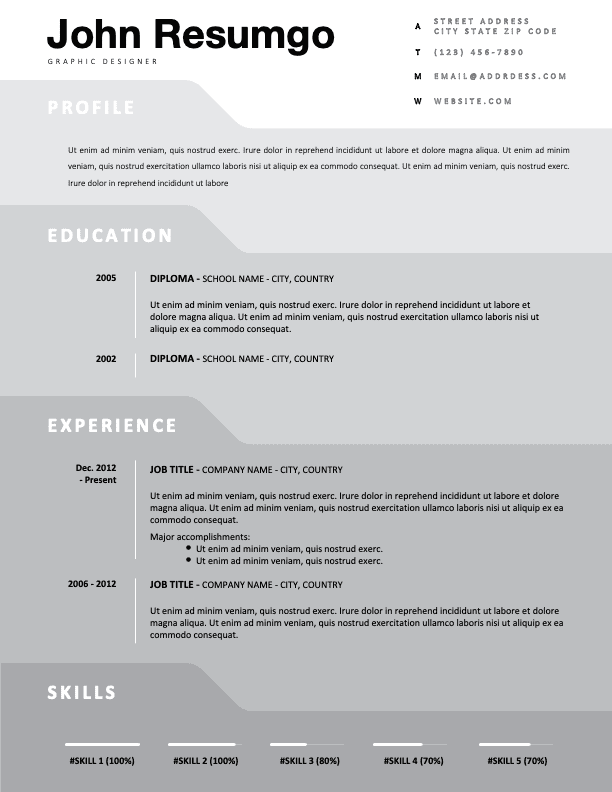 John Resumgo
GRAPHIC DESIGNER
A STREET ADDRESS
CITY STATE ZIP CODE
T (123) 456-7890
M EMAIL@ADDRDESS.COM
W WEBSITE.COM
PROFILE
Ut enim ad minim veniam, quis nostrud exerc. Irure dolor in reprehend incididunt ut labore et dolore magna aliqua. Ut enim ad minim
veniam, quis nostrud exercitation ullamco laboris nisi ut aliquip ex ea commodo consequat. Ut enim ad minim veniam, quis nostrud exerc.
Irure dolor in reprehend incididunt ut labore
EDUCATION
2005 DIPLOMA - SCHOOL NAME - CITY, COUNTRY
Ut enim ad minim veniam, quis nostrud exerc. Irure dolor in reprehend incididunt ut labore et
dolore magna aliqua. Ut enim ad minim veniam, quis nostrud exercitation ullamco laboris nisi ut
aliquip ex ea commodo consequat.
2002 DIPLOMA - SCHOOL NAME - CITY, COUNTRY
EXPERIENCE
Dec. 2012
- Present
JOB TITLE - COMPANY NAME - CITY, COUNTRY
Ut enim ad minim veniam, quis nostrud exerc. Irure dolor in reprehend incididunt ut labore et dolore
magna aliqua. Ut enim ad minim veniam, quis nostrud exercitation ullamco laboris nisi ut aliquip ex ea
commodo consequat.
Major accomplishments:
● Ut enim ad minim veniam, quis nostrud exerc.
● Ut enim ad minim veniam, quis nostrud exerc.
2006 - 2012 JOB TITLE - COMPANY NAME - CITY, COUNTRY
Ut enim ad minim veniam, quis nostrud exerc. Irure dolor in reprehend incididunt ut labore et dolore
magna aliqua. Ut enim ad minim veniam, quis nostrud exercitation ullamco laboris nisi ut aliquip ex ea
commodo consequat.
SKILLS
#SKILL 1 (100%) #SKILL 2 (100%) #SKILL 3 (80%) #SKILL 4 (70%) #SKILL 5 (70%)